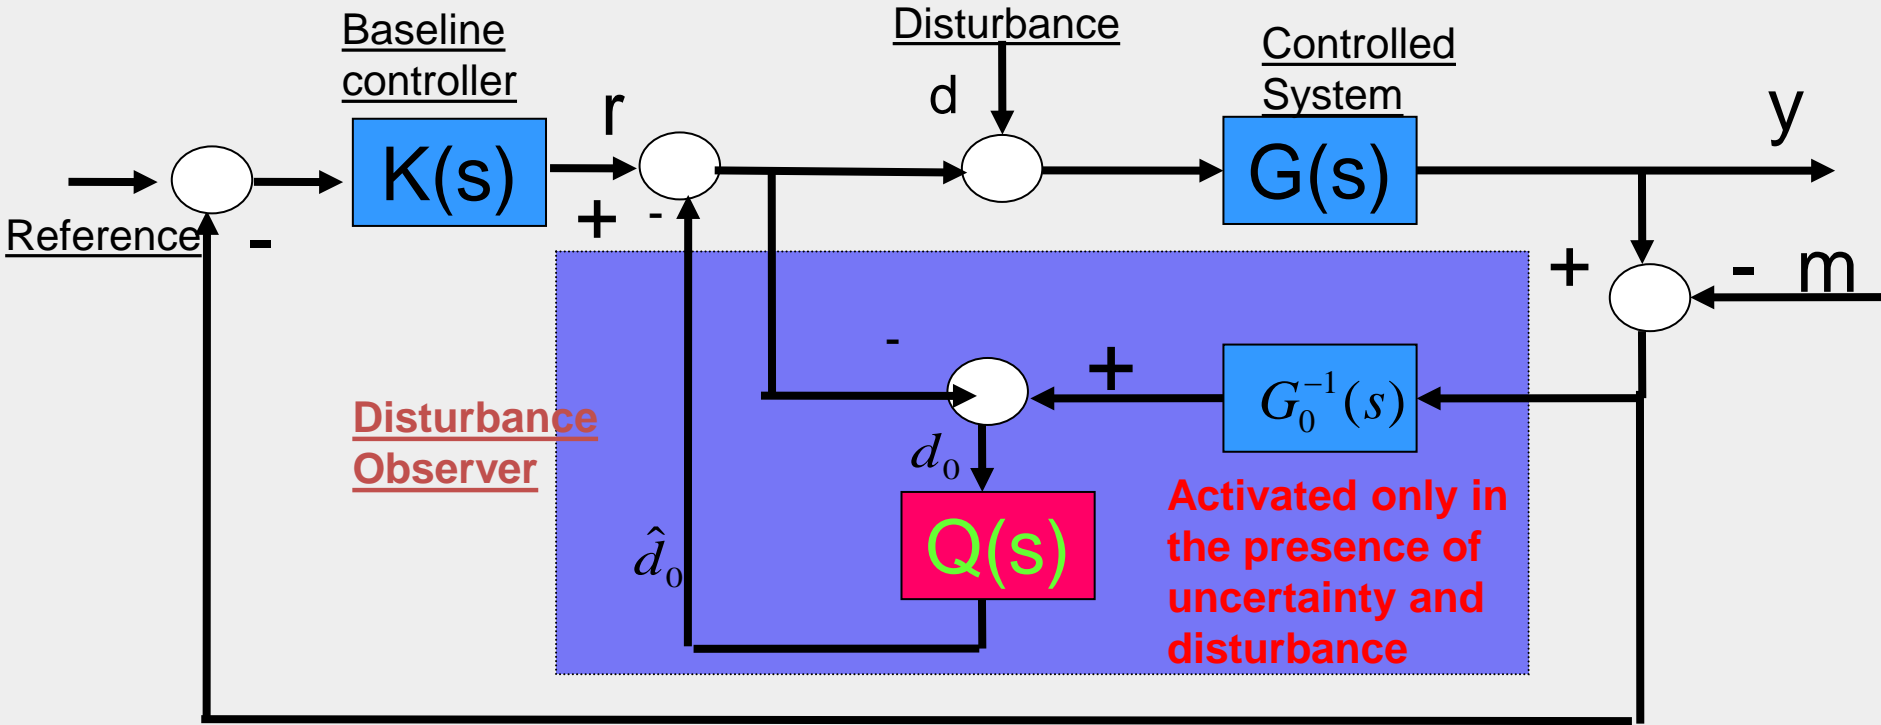 Baseline
controller
Disturbance
Controlled
System
r
d
y
K(s)
G(s)
+
-
Reference
-
+
-
m
-
+
G_0^{-1}(s)
Disturbance
Observer
d_0
Q(s)
\hat{d}_0
Activated only in
the presence of
uncertainty and
disturbance